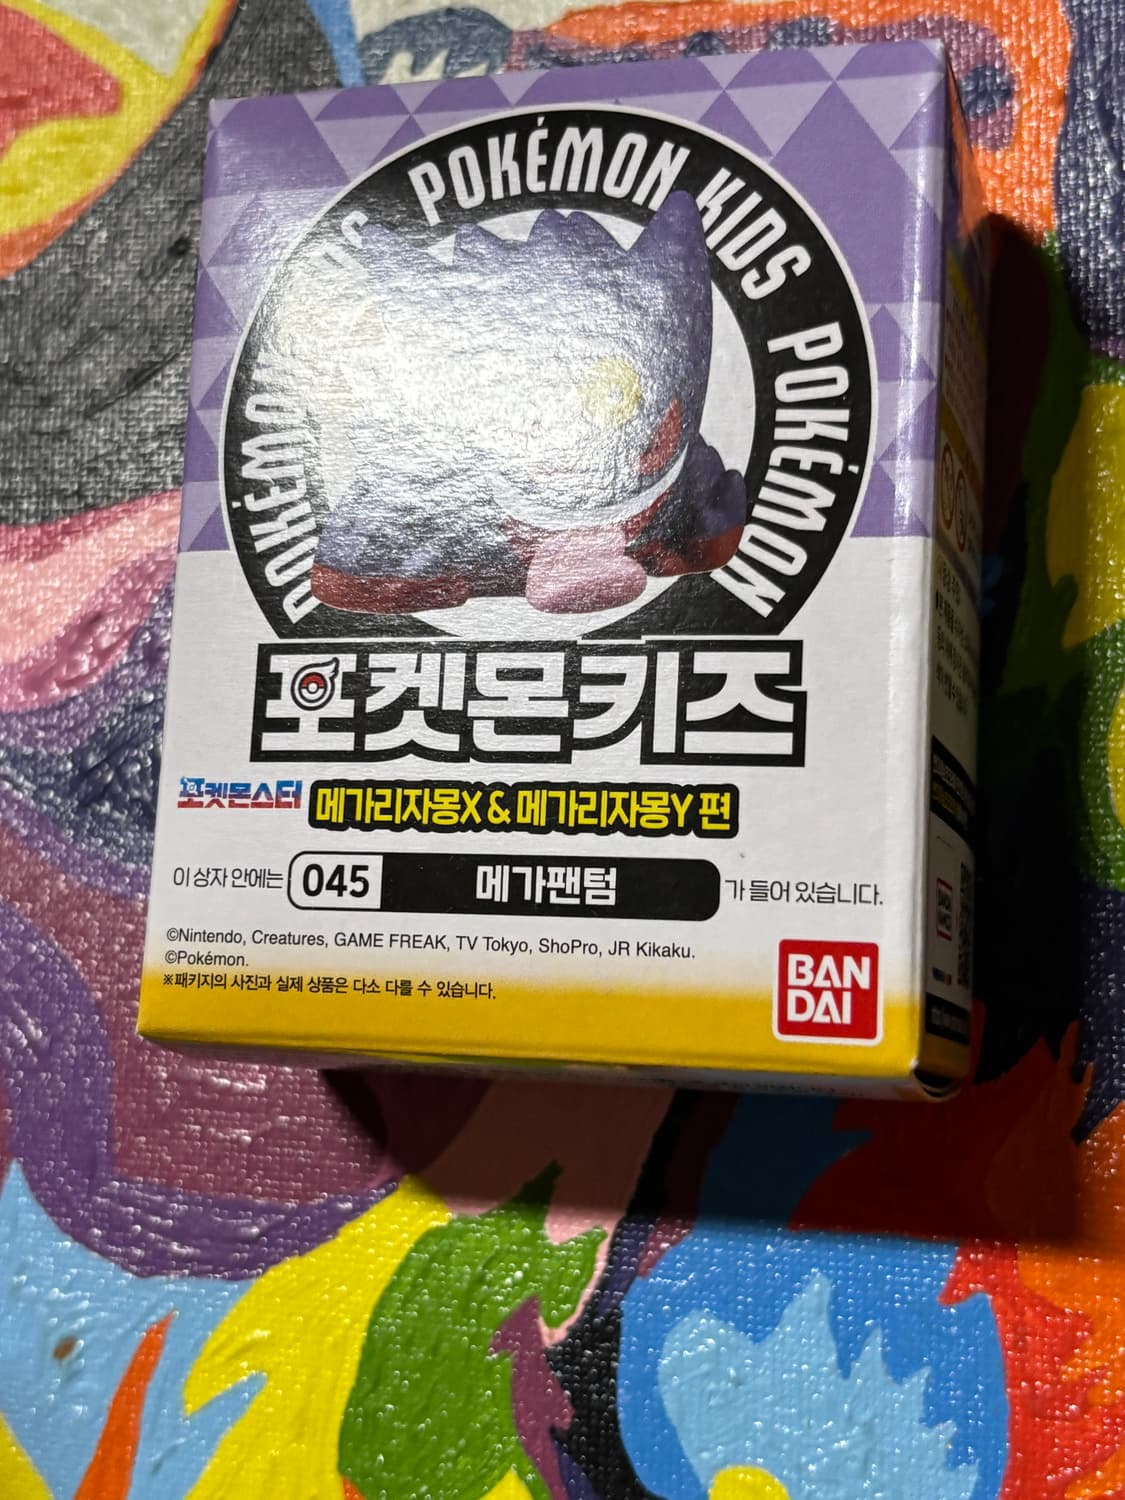 POKÉMON KIDS POKÉMON
POKÉMON
포켓몬키즈
포켓몬스터 메가리자몽X & 메가리자몽Y 편
이 상자 안에는 045 메가팬텀 가 들어 있습니다.
©Nintendo, Creatures, GAME FREAK, TV Tokyo, ShoPro, JR Kikaku.
©Pokémon.
※패키지의 사진과 실제 상품은 다소 다를 수 있습니다.
BAN
DAI